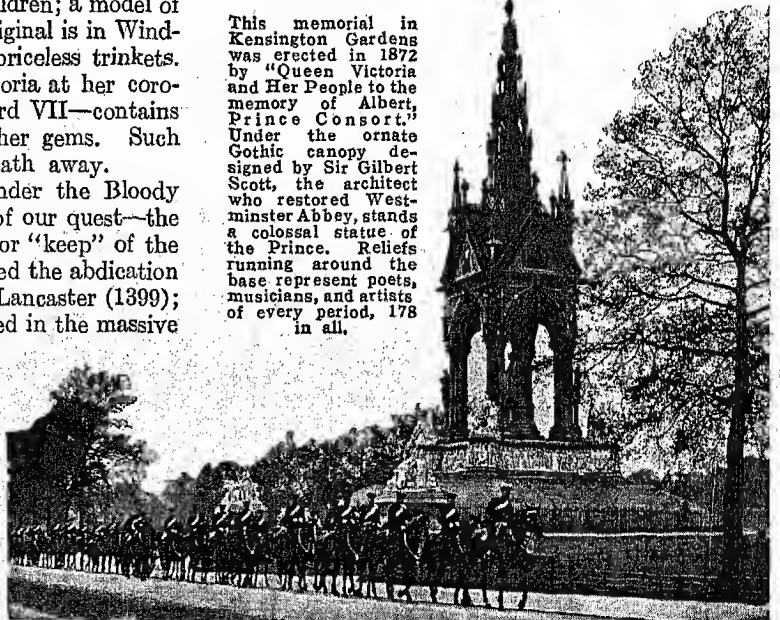 ldren; a model of
iginal is in Wind-
priceless trinkets.
oria at her coro-
rd VII—contains
her gems. Such
ath away.
nder the Bloody
of our quest—the
or "keep" of the
ed the abdication
Lancaster (1399);
ed in the massive
This memorial in
Kensington Gardens
was erected in 1872
by "Queen Victoria
and Her People to the
memory of Albert,
Prince Consort."
Under the ornate
Gothic canopy de-
signed by Sir Gilbert
Scott, the architect
who restored West-
minster Abbey, stands
a colossal statue of
the Prince. Reliefs
running around the
base represent poets,
musicians, and artists
of every period, 178
in all.